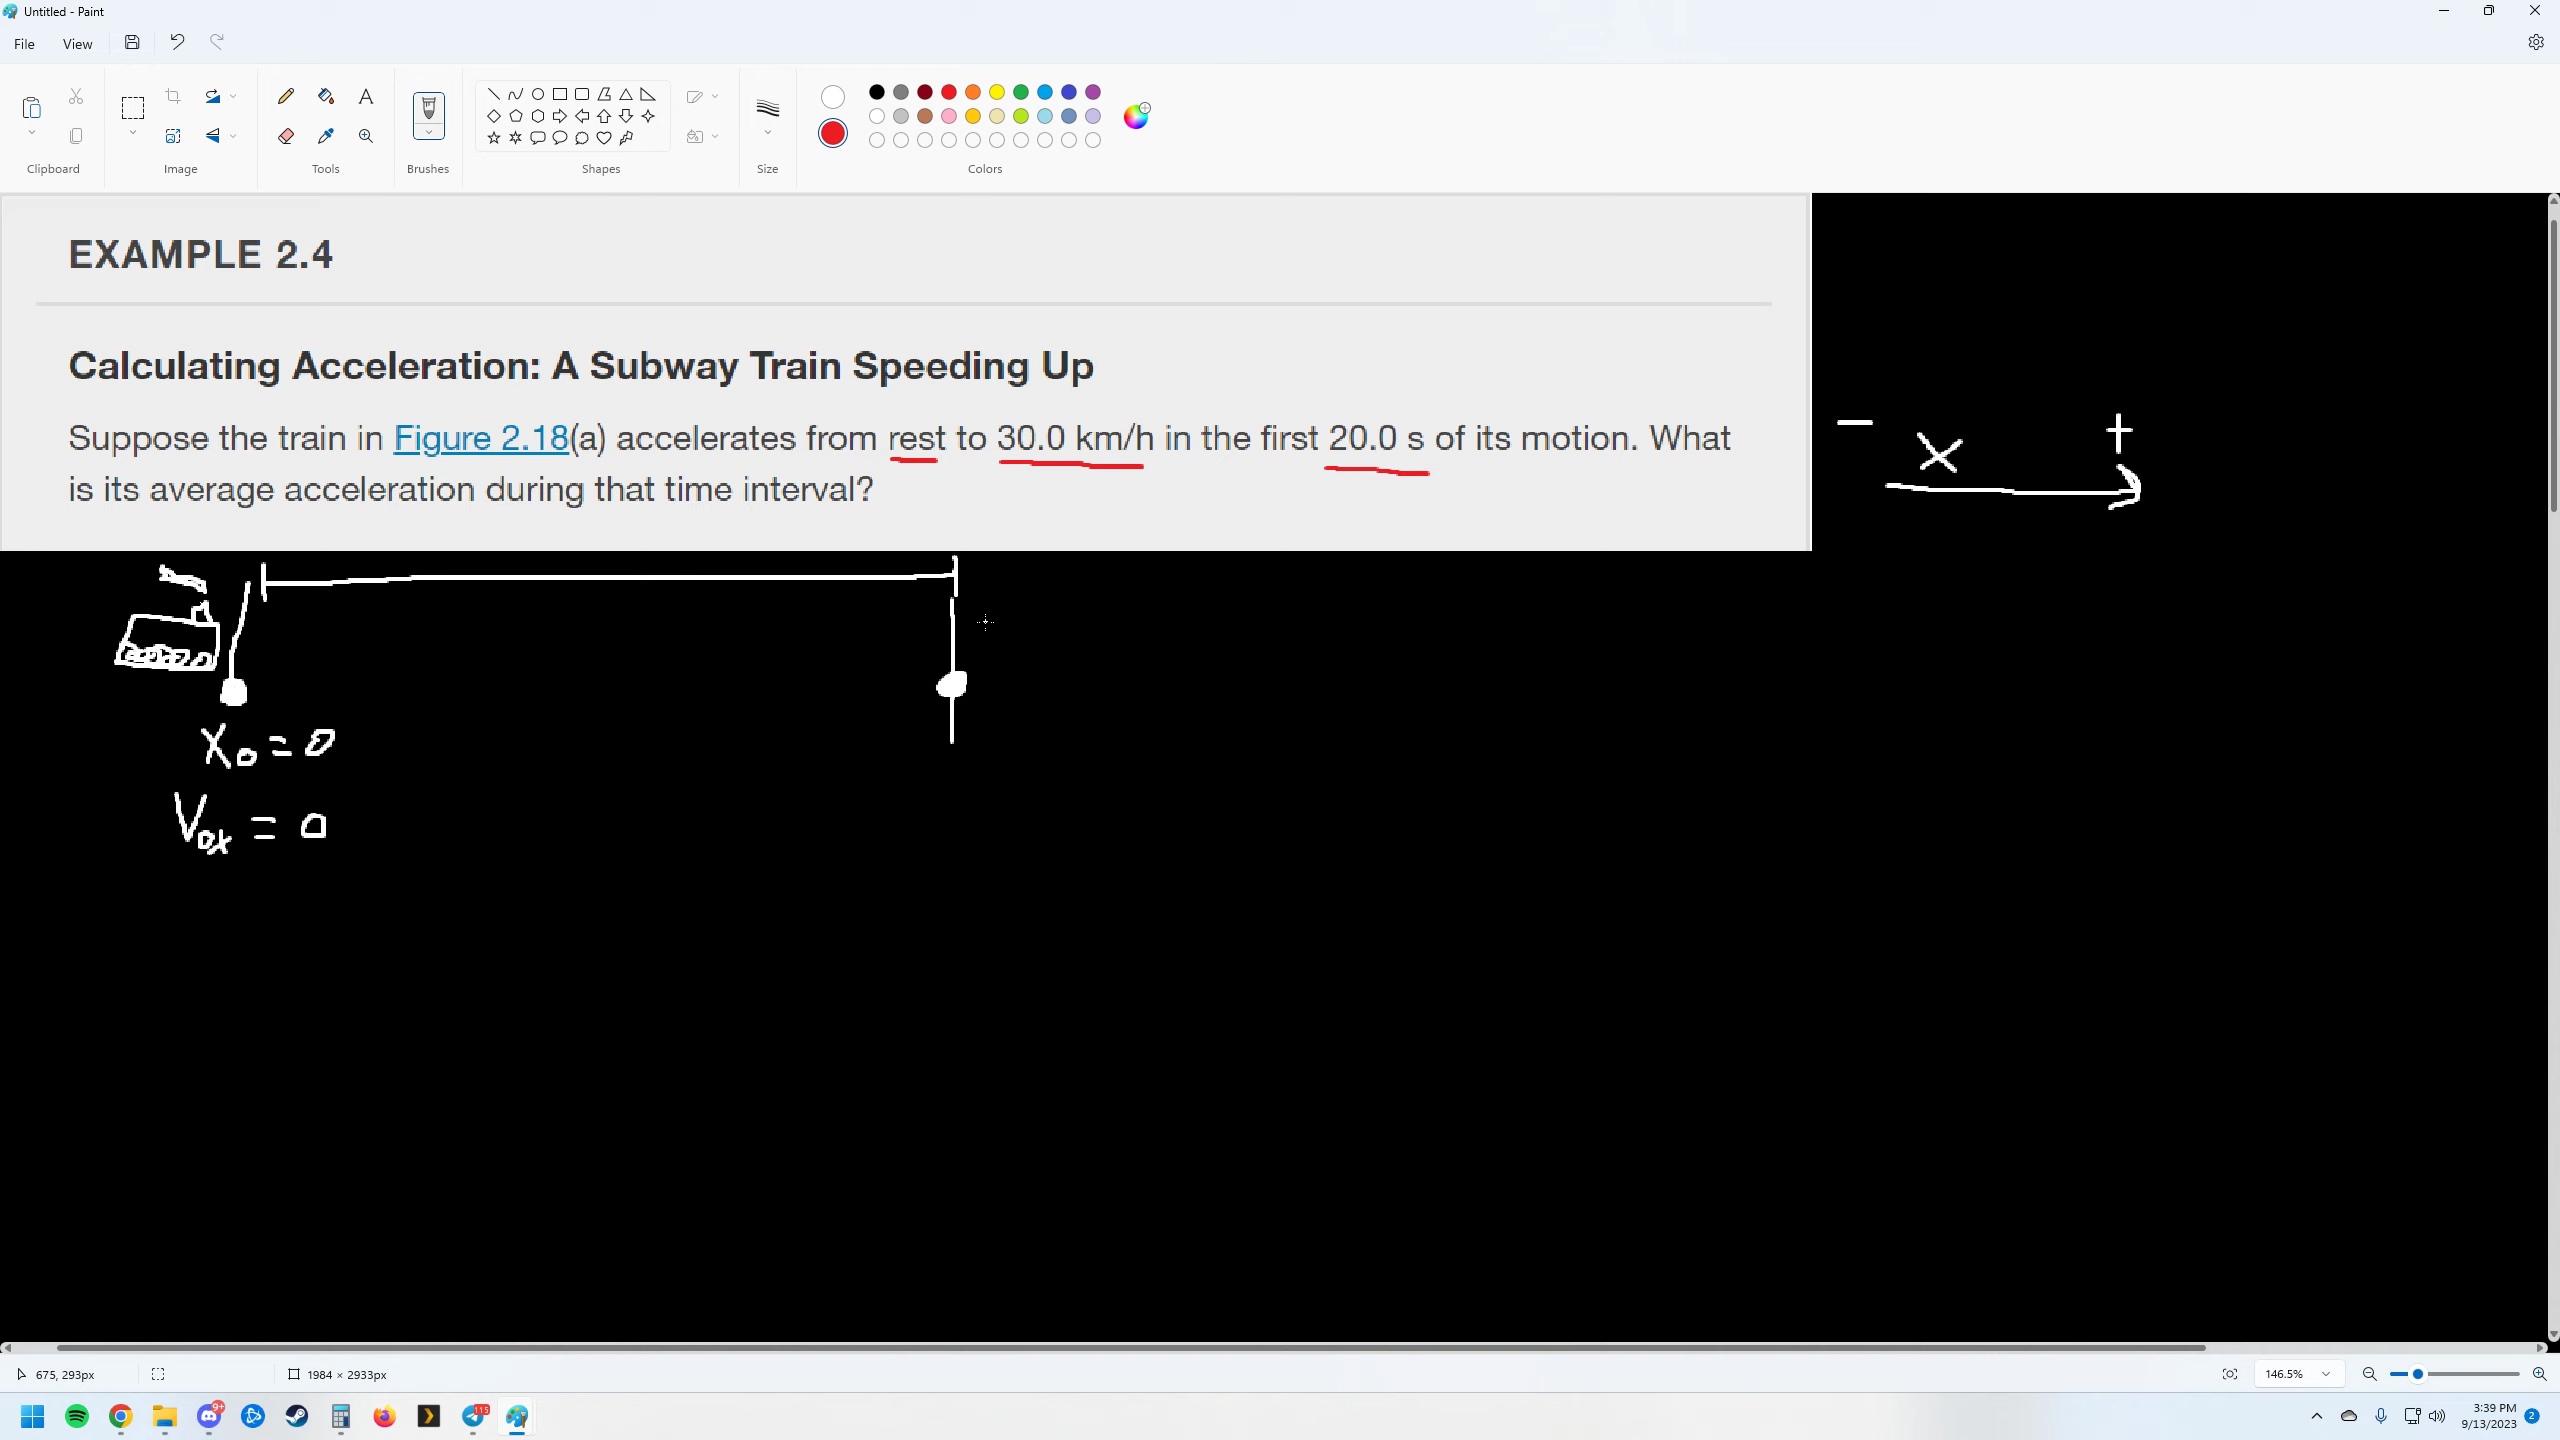 Untitled - Paint
File View
Clipboard Image Tools Brushes Shapes Size Colors
EXAMPLE 2.4
Calculating Acceleration: A Subway Train Speeding Up
Suppose the train in Figure 2.18(a) accelerates from rest to 30.0 km/h in the first 20.0 s of its motion. What
is its average acceleration during that time interval?
− x +
X0 = 0
V0x = 0
675, 293px 1984 × 2933px 146.5%
9+ 115 3:39 PM
9/13/2023 2